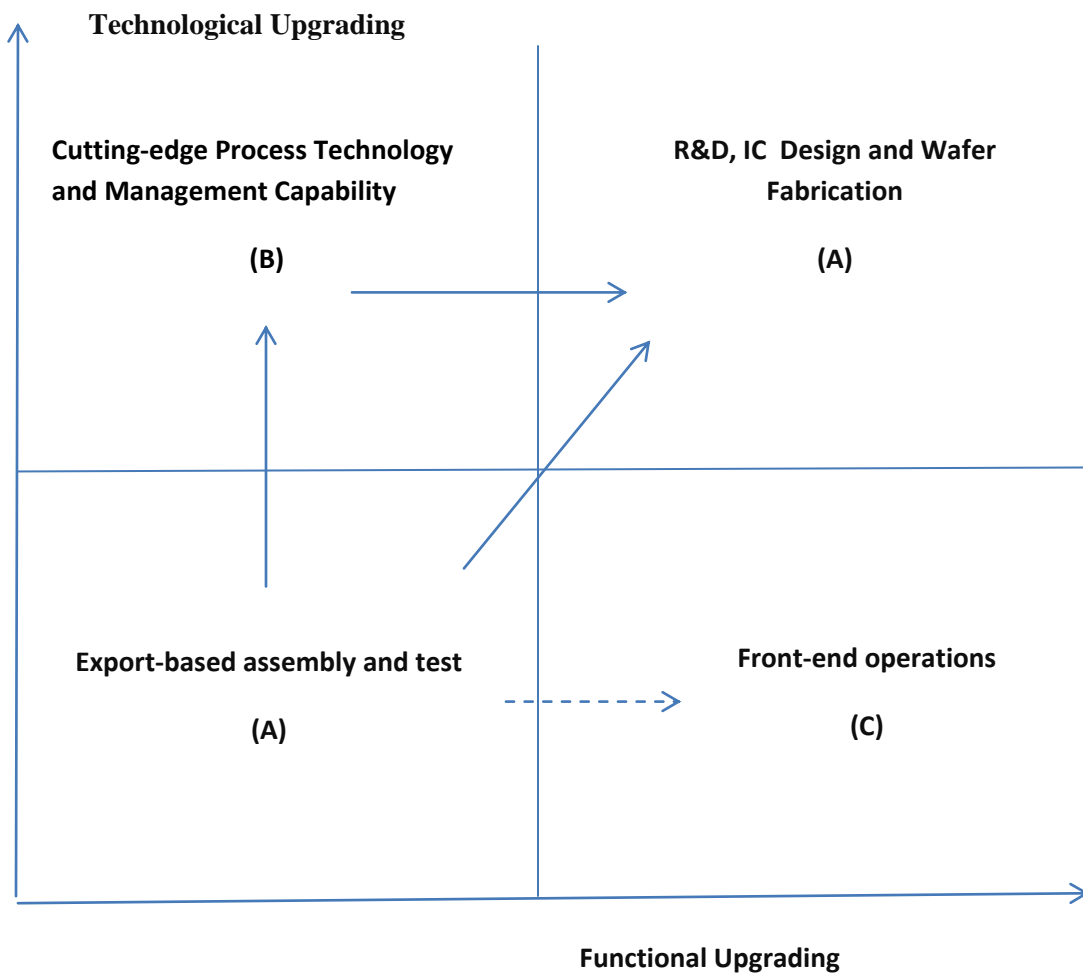 Technological Upgrading
Cutting-edge Process Technology
and Management Capability
(B)
R&D, IC Design and Wafer
Fabrication
(A)
Export-based assembly and test
(A)
Front-end operations
(C)
Functional Upgrading